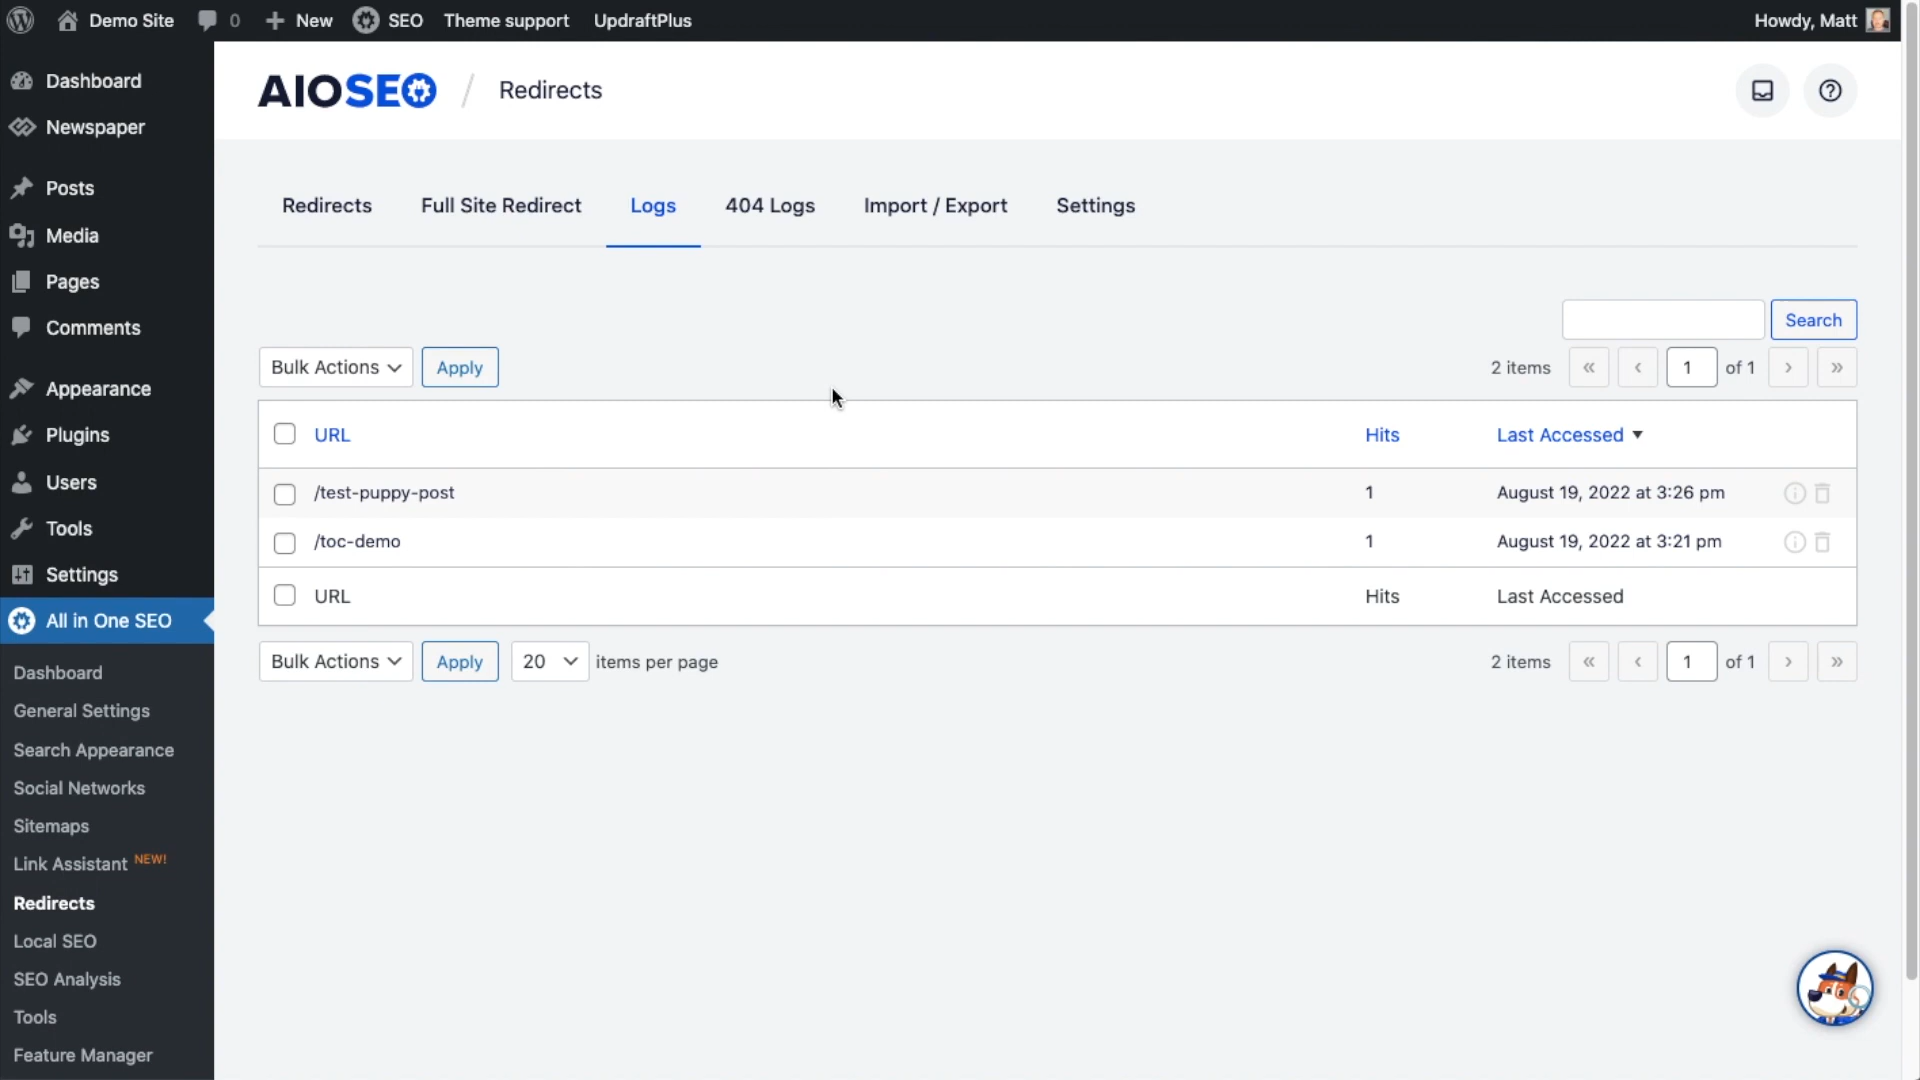 Demo Site 0 New SEO Theme support UpdraftPlus Howdy, Matt
Dashboard
Newspaper
Posts
Media
Pages
Comments
Appearance
Plugins
Users
Tools
Settings
All in One SEO
Dashboard
General Settings
Search Appearance
Social Networks
Sitemaps
Link Assistant NEW!
Redirects
Local SEO
SEO Analysis
Tools
Feature Manager
AIOSEO / Redirects
Redirects Full Site Redirect Logs 404 Logs Import / Export Settings
Search
Bulk Actions Apply 2 items « ‹ 1 of 1 › »
URL Hits Last Accessed
/test-puppy-post 1 August 19, 2022 at 3:26 pm
/toc-demo 1 August 19, 2022 at 3:21 pm
URL Hits Last Accessed
Bulk Actions Apply 20 items per page 2 items « ‹ 1 of 1 › »